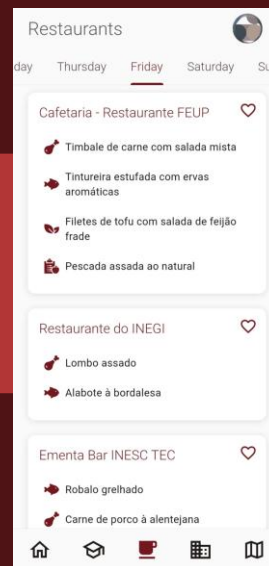 Restaurants
day Thursday Friday Saturday Su
Cafetaria - Restaurante FEUP
Timbale de carne com salada mista
Tintureira estufada com ervas
aromáticas
Filetes de tofu com salada de feijão
frade
Pescada assada ao natural
Restaurante do INEGI
Lombo assado
Alabote à bordalesa
Ementa Bar INESC TEC
Robalo grelhado
Carne de porco à alentejana